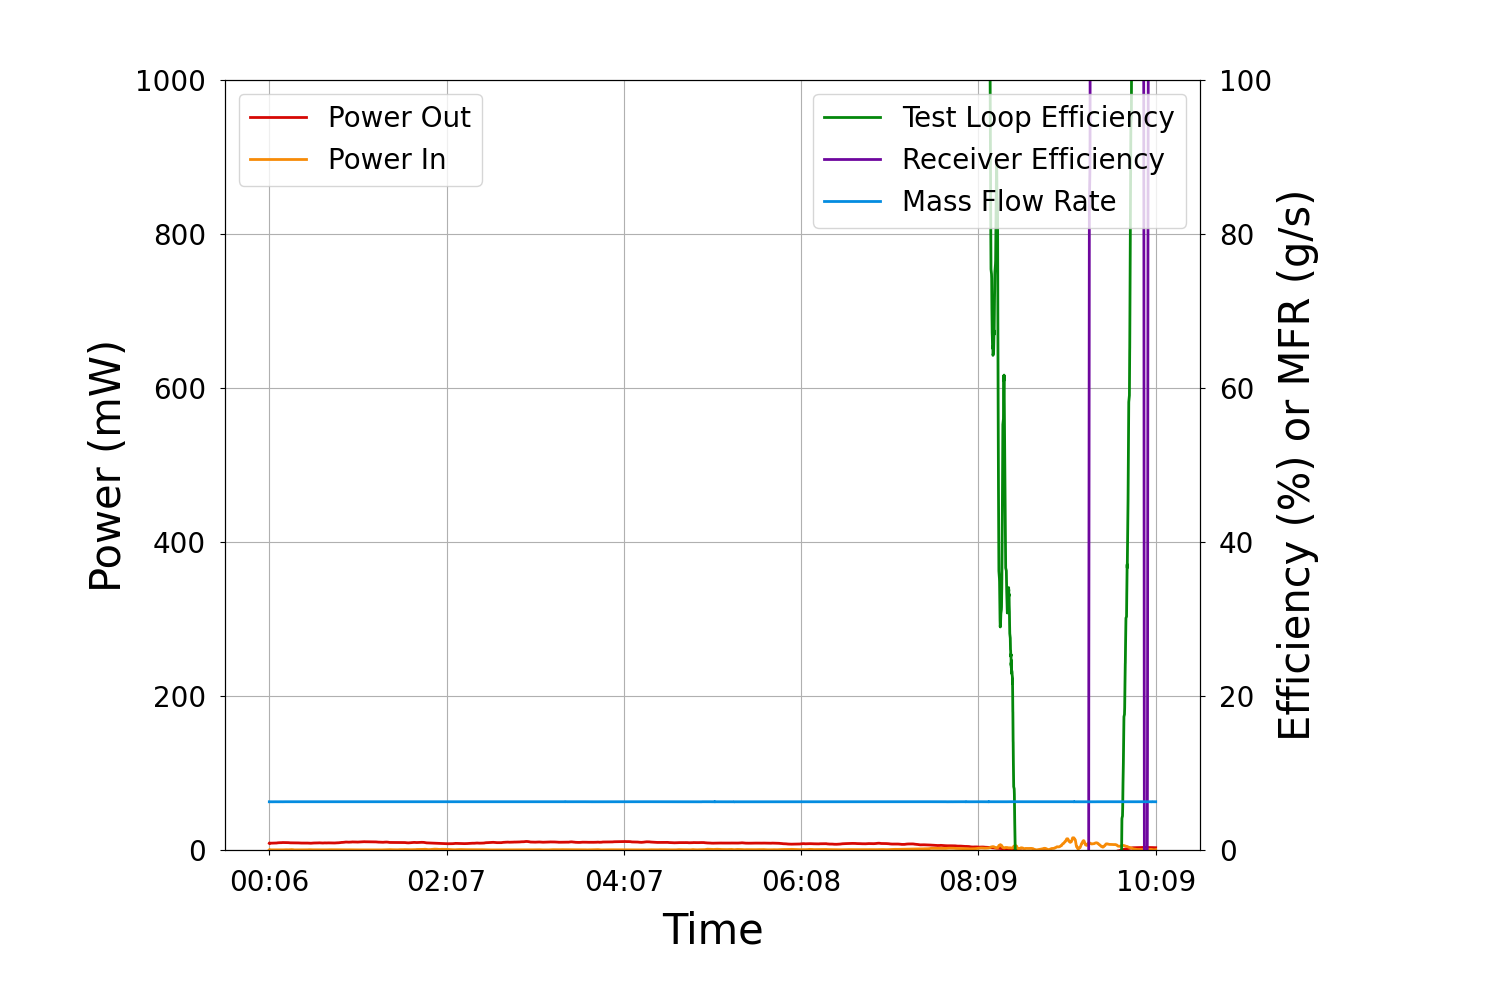 1000
800
600
400
200
0
Power (mW)
Power Out
Power In
Test Loop Efficiency
Receiver Efficiency
Mass Flow Rate
100
80
60
40
20
0
Efficiency (%) or MFR (g/s)
00:06 02:07 04:07 06:08 08:09 10:09
Time